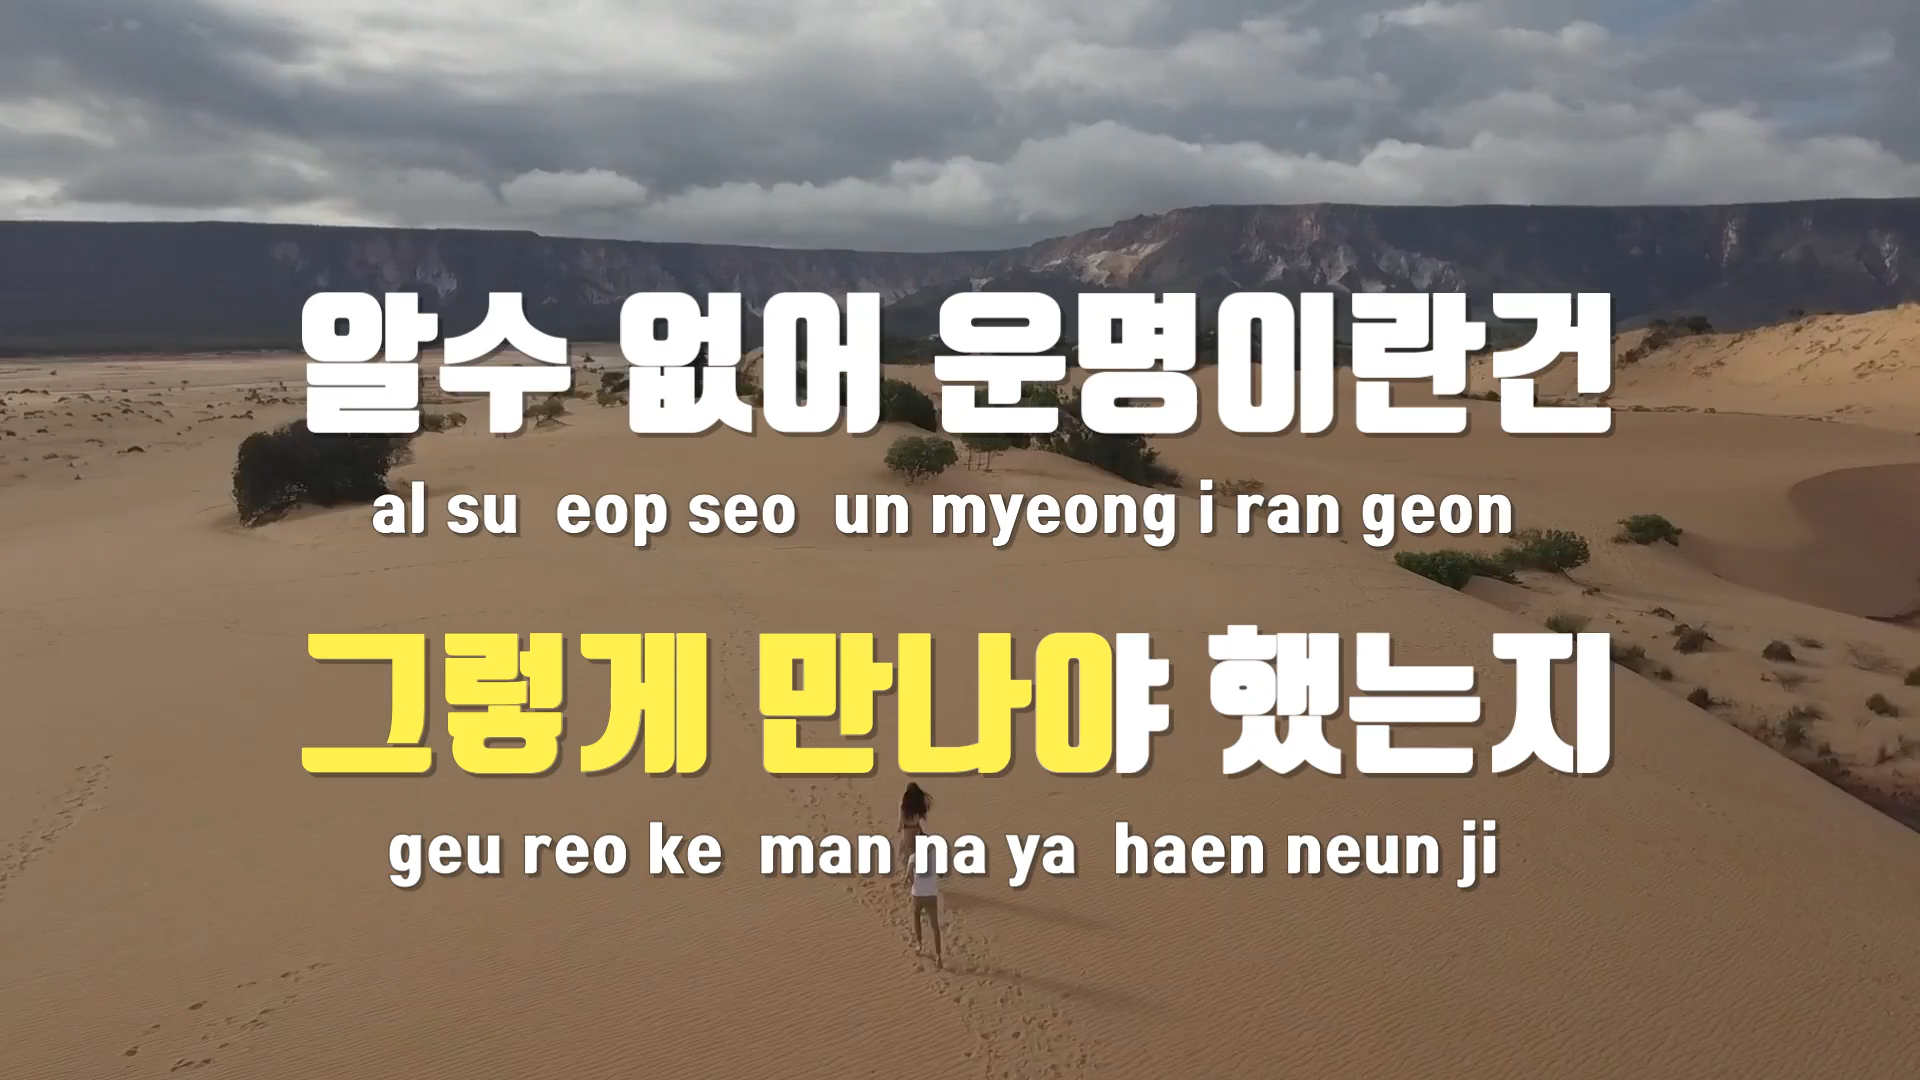 알수 없어 운명이란건
al su eop seo un myeong i ran geon
그렇게 만나야 했는지
geu reo ke man na ya haen neun ji